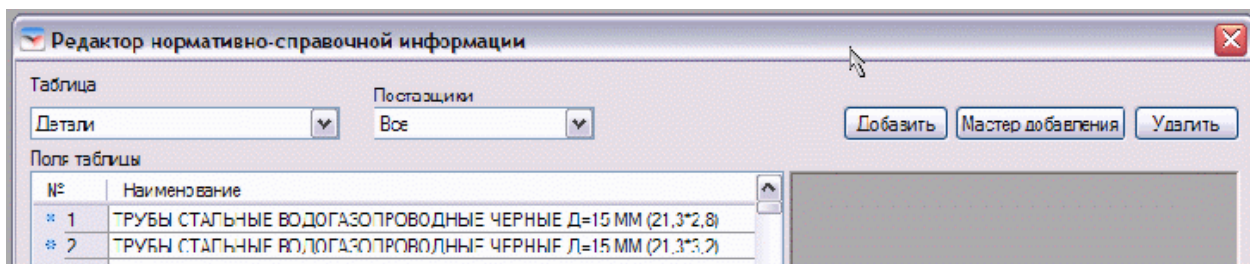 Редактор нормативно-справочной информации
Таблица
Поставщики
Детали
Все
Добавить
Мастер добавления
Удалить
Поля таблицы
№ Наименование
* 1 ТРУБЫ СТАЛЬНЫЕ ВОДОГАЗОПРОВОДНЫЕ ЧЕРНЫЕ Д=15 ММ (21,3*2,8)
* 2 ТРУБЫ СТАЛЬНЫЕ ВОДОГАЗОПРОВОДНЫЕ ЧЕРНЫЕ Д=15 ММ (21,3*3,2)